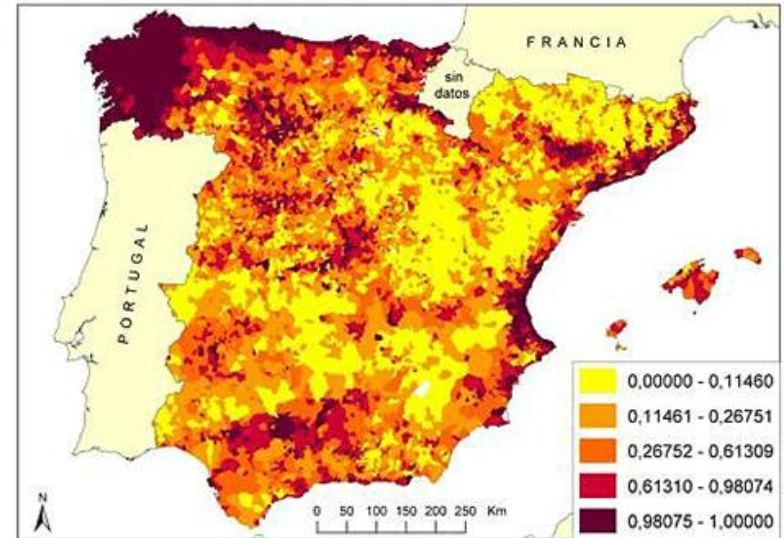 FRANCIA
sin
datos
PORTUGAL
0,00000 - 0,11460
0,11461 - 0,26751
0,26752 - 0,61309
0,61310 - 0,98074
0,98075 - 1,00000
N
0 50 100 150 200 250 Km